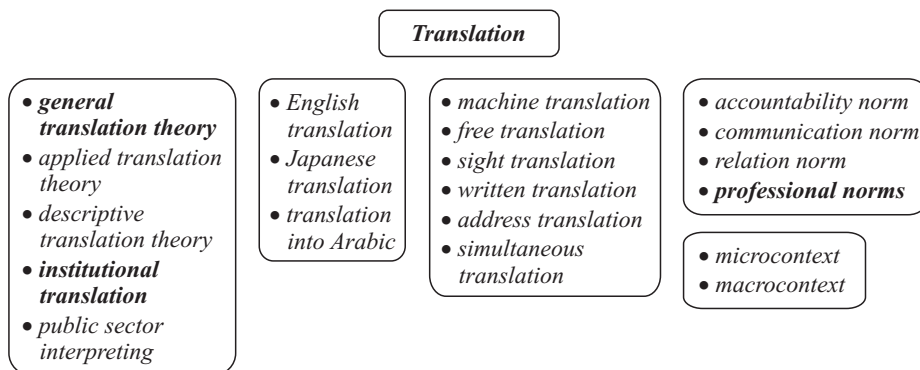 Translation
• general
translation theory
• applied translation
theory
• descriptive
translation theory
• institutional
translation
• public sector
interpreting
• English
translation
• Japanese
translation
• translation
into Arabic
• machine translation
• free translation
• sight translation
• written translation
• address translation
• simultaneous
translation
• accountability norm
• communication norm
• relation norm
• professional norms
• microcontext
• macrocontext